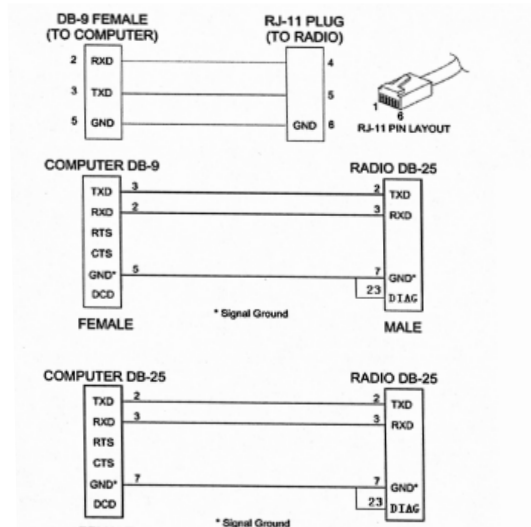 DB-9 FEMALE
(TO COMPUTER)
RJ-11 PLUG
(TO RADIO)
2 RXD 4
3 TXD 5
5 GND GND 6
1 6
RJ-11 PIN LAYOUT
COMPUTER DB-9 RADIO DB-25
TXD 3 2 TXD
RXD 2 3 RXD
RTS
CTS
GND* 5 7 GND*
DCD 23 DIAG
* Signal Ground
FEMALE MALE
COMPUTER DB-25 RADIO DB-25
TXD 2 2 TXD
RXD 3 3 RXD
RTS
CTS
GND* 7 7 GND*
DCD 23 DIAG
* Signal Ground